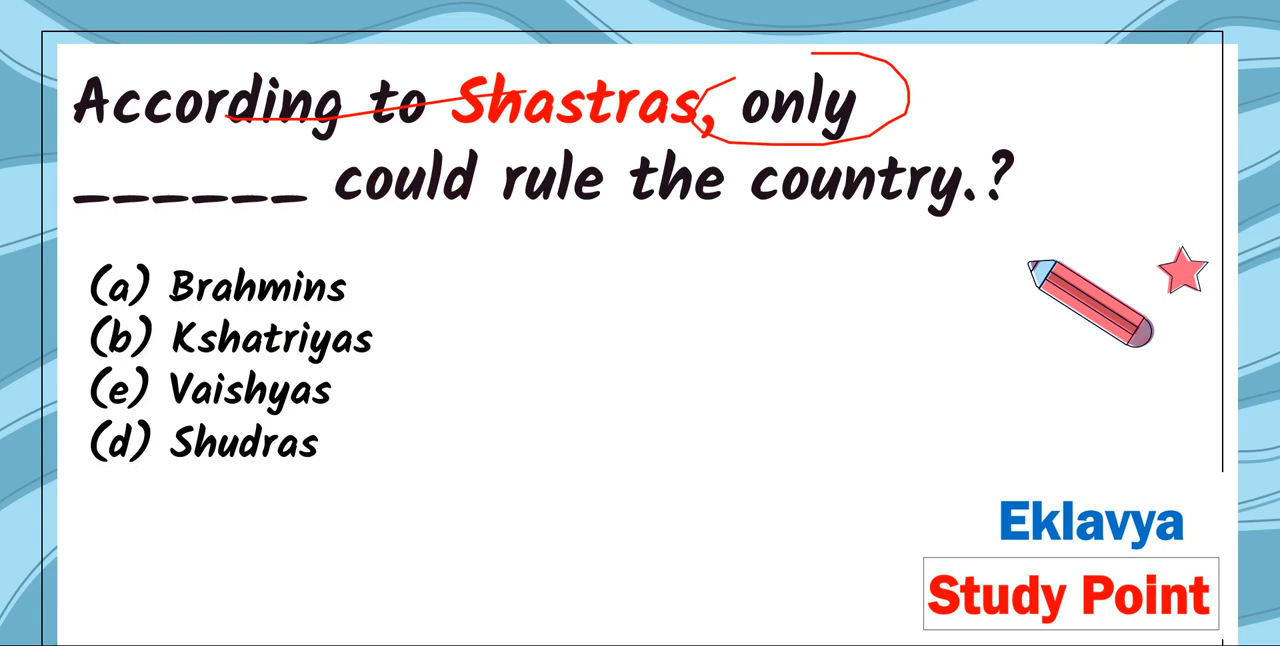 According to Shastras, only
______ could rule the country.?
(a) Brahmins
(b) Kshatriyas
(e) Vaishyas
(d) Shudras
Eklavya
Study Point